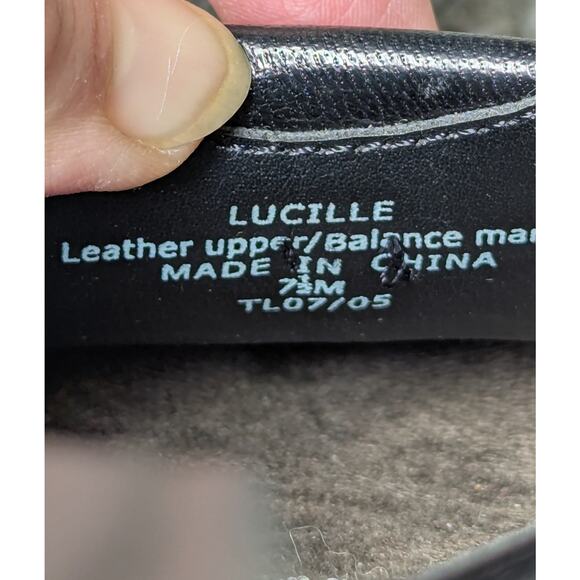 LUCILLE
Leather upper/Balance
MADE IN CHINA
7½M
TL07/05